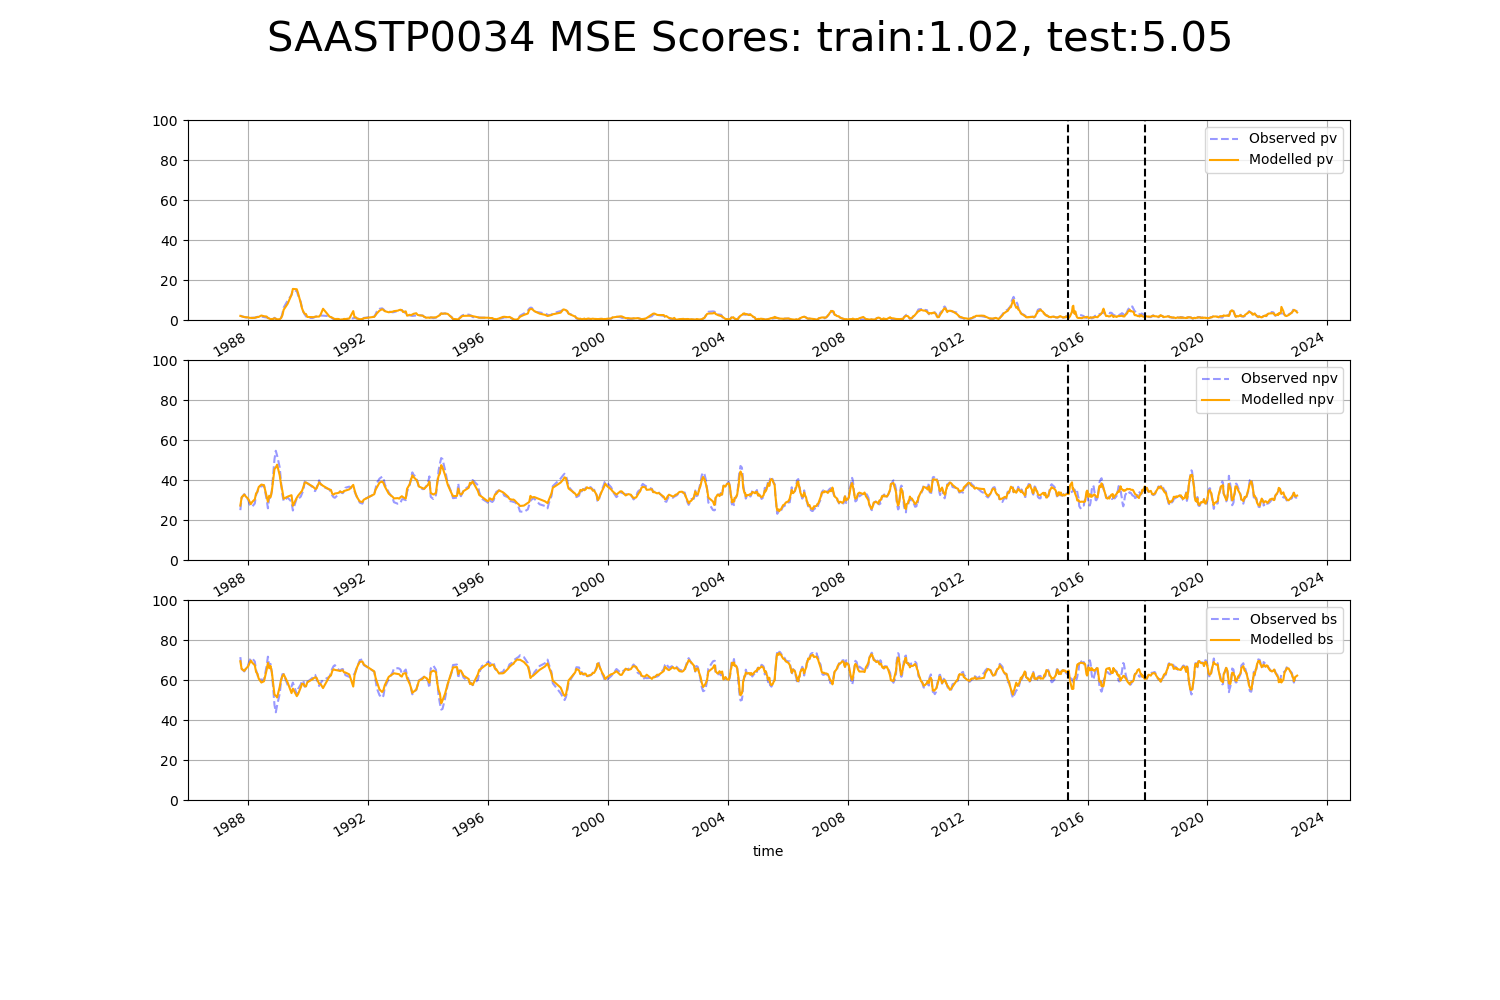 SAASTP0034 MSE Scores: train:1.02, test:5.05
100
80
60
40
20
0
Observed pv
Modelled pv
1988 1992 1996 2000 2004 2008 2012 2016 2020 2024
100
80
60
40
20
0
Observed npv
Modelled npv
1988 1992 1996 2000 2004 2008 2012 2016 2020 2024
100
80
60
40
20
0
Observed bs
Modelled bs
1988 1992 1996 2000 2004 2008 2012 2016 2020 2024
time